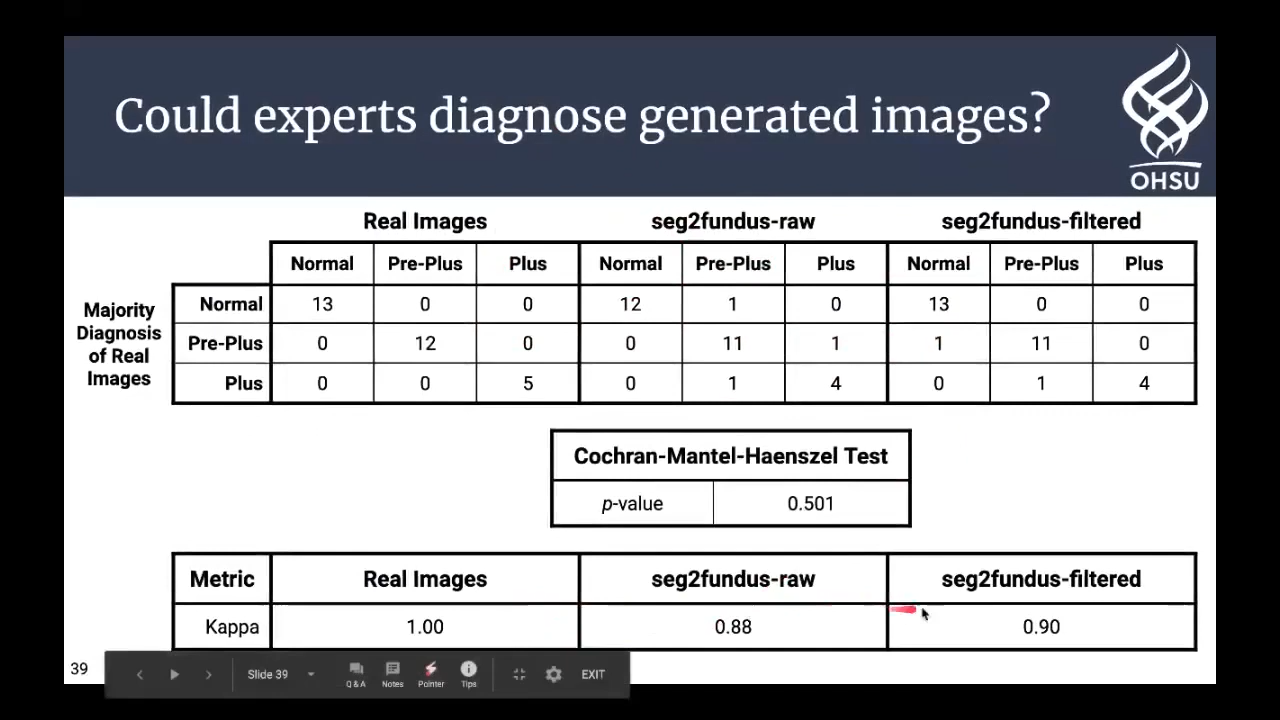 Could experts diagnose generated images?
OHSU
Real Images seg2fundus-raw seg2fundus-filtered
Normal Pre-Plus Plus Normal Pre-Plus Plus Normal Pre-Plus Plus
Majority Diagnosis of Real Images
Normal 13 0 0 12 1 0 13 0 0
Pre-Plus 0 12 0 0 11 1 1 11 0
Plus 0 0 5 0 1 4 0 1 4
Cochran-Mantel-Haenszel Test
p-value 0.501
Metric Real Images seg2fundus-raw seg2fundus-filtered
Kappa 1.00 0.88 0.90
39
Slide 39 Q & A Notes Pointer Tips EXIT